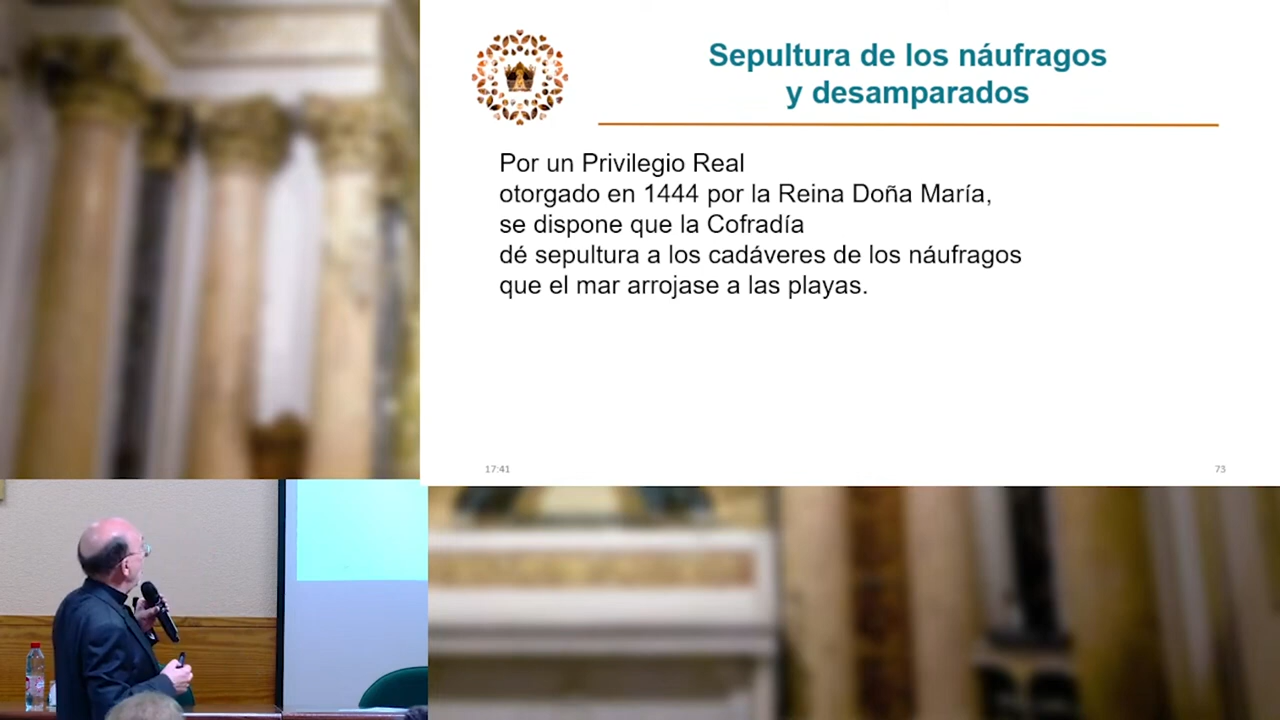 Sepultura de los náufragos
y desamparados
Por un Privilegio Real
otorgado en 1444 por la Reina Doña María,
se dispone que la Cofradía
dé sepultura a los cadáveres de los náufragos
que el mar arrojase a las playas.
17:41
73